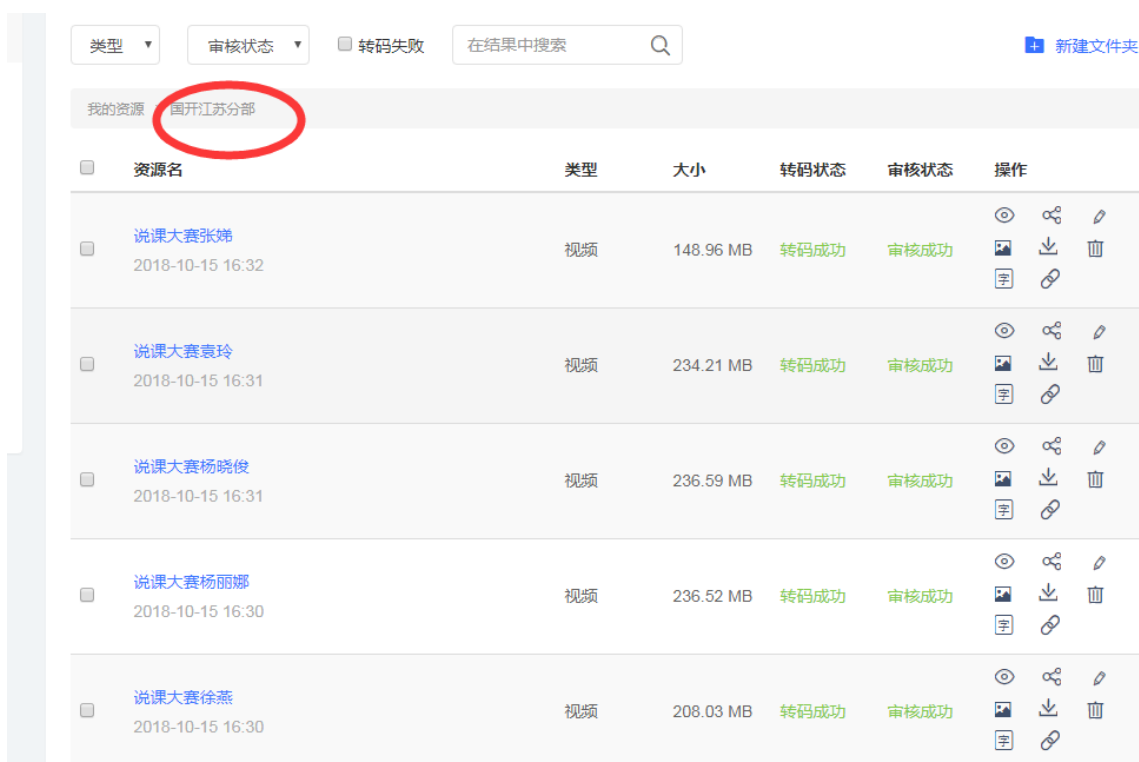 类型 审核状态 转码失败 在结果中搜索 新建文件夹
我的资源 国开江苏分部
资源名 类型 大小 转码状态 审核状态 操作
说课大赛张娣 视频 148.96 MB 转码成功 审核成功
2018-10-15 16:32
字
说课大赛袁玲 视频 234.21 MB 转码成功 审核成功
2018-10-15 16:31
字
说课大赛杨晓俊 视频 236.59 MB 转码成功 审核成功
2018-10-15 16:31
字
说课大赛杨丽娜 视频 236.52 MB 转码成功 审核成功
2018-10-15 16:30
字
说课大赛徐燕 视频 208.03 MB 转码成功 审核成功
2018-10-15 16:30
字